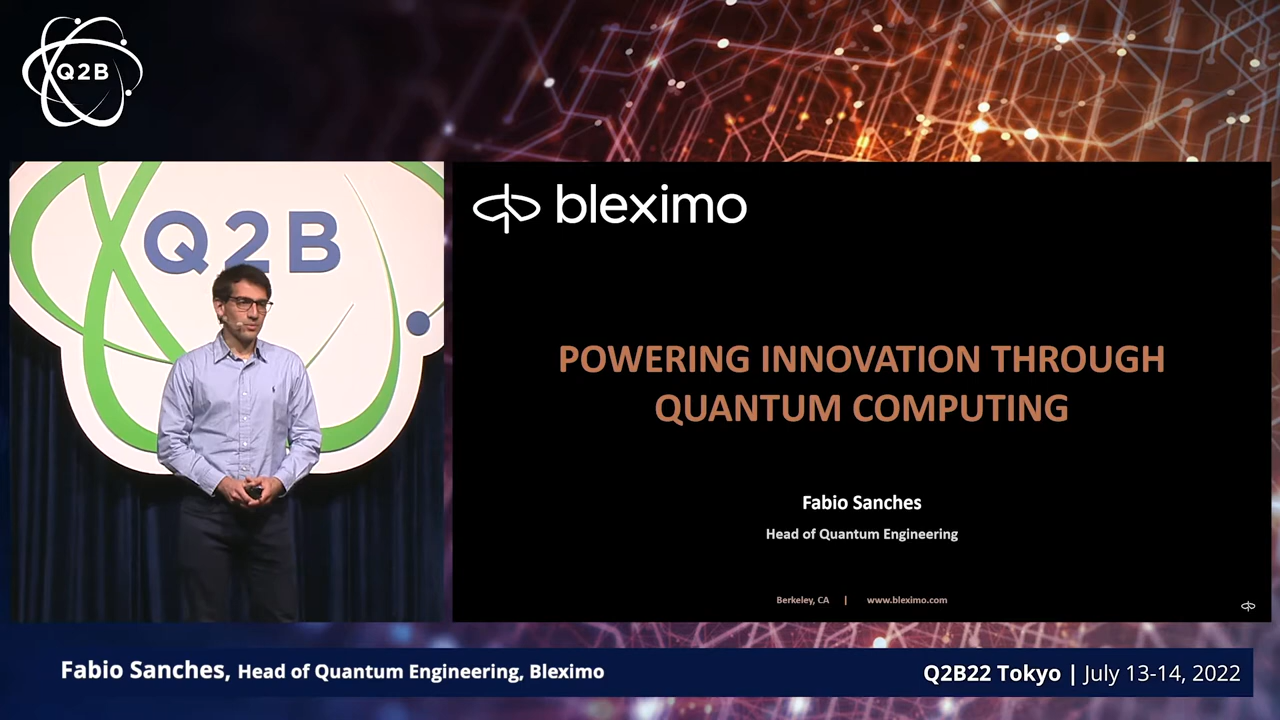 Q2B
Q2B
bleximo
POWERING INNOVATION THROUGH
QUANTUM COMPUTING
Fabio Sanches
Head of Quantum Engineering
Berkeley, CA | www.bleximo.com
Fabio Sanches, Head of Quantum Engineering, Bleximo
Q2B22 Tokyo | July 13-14, 2022